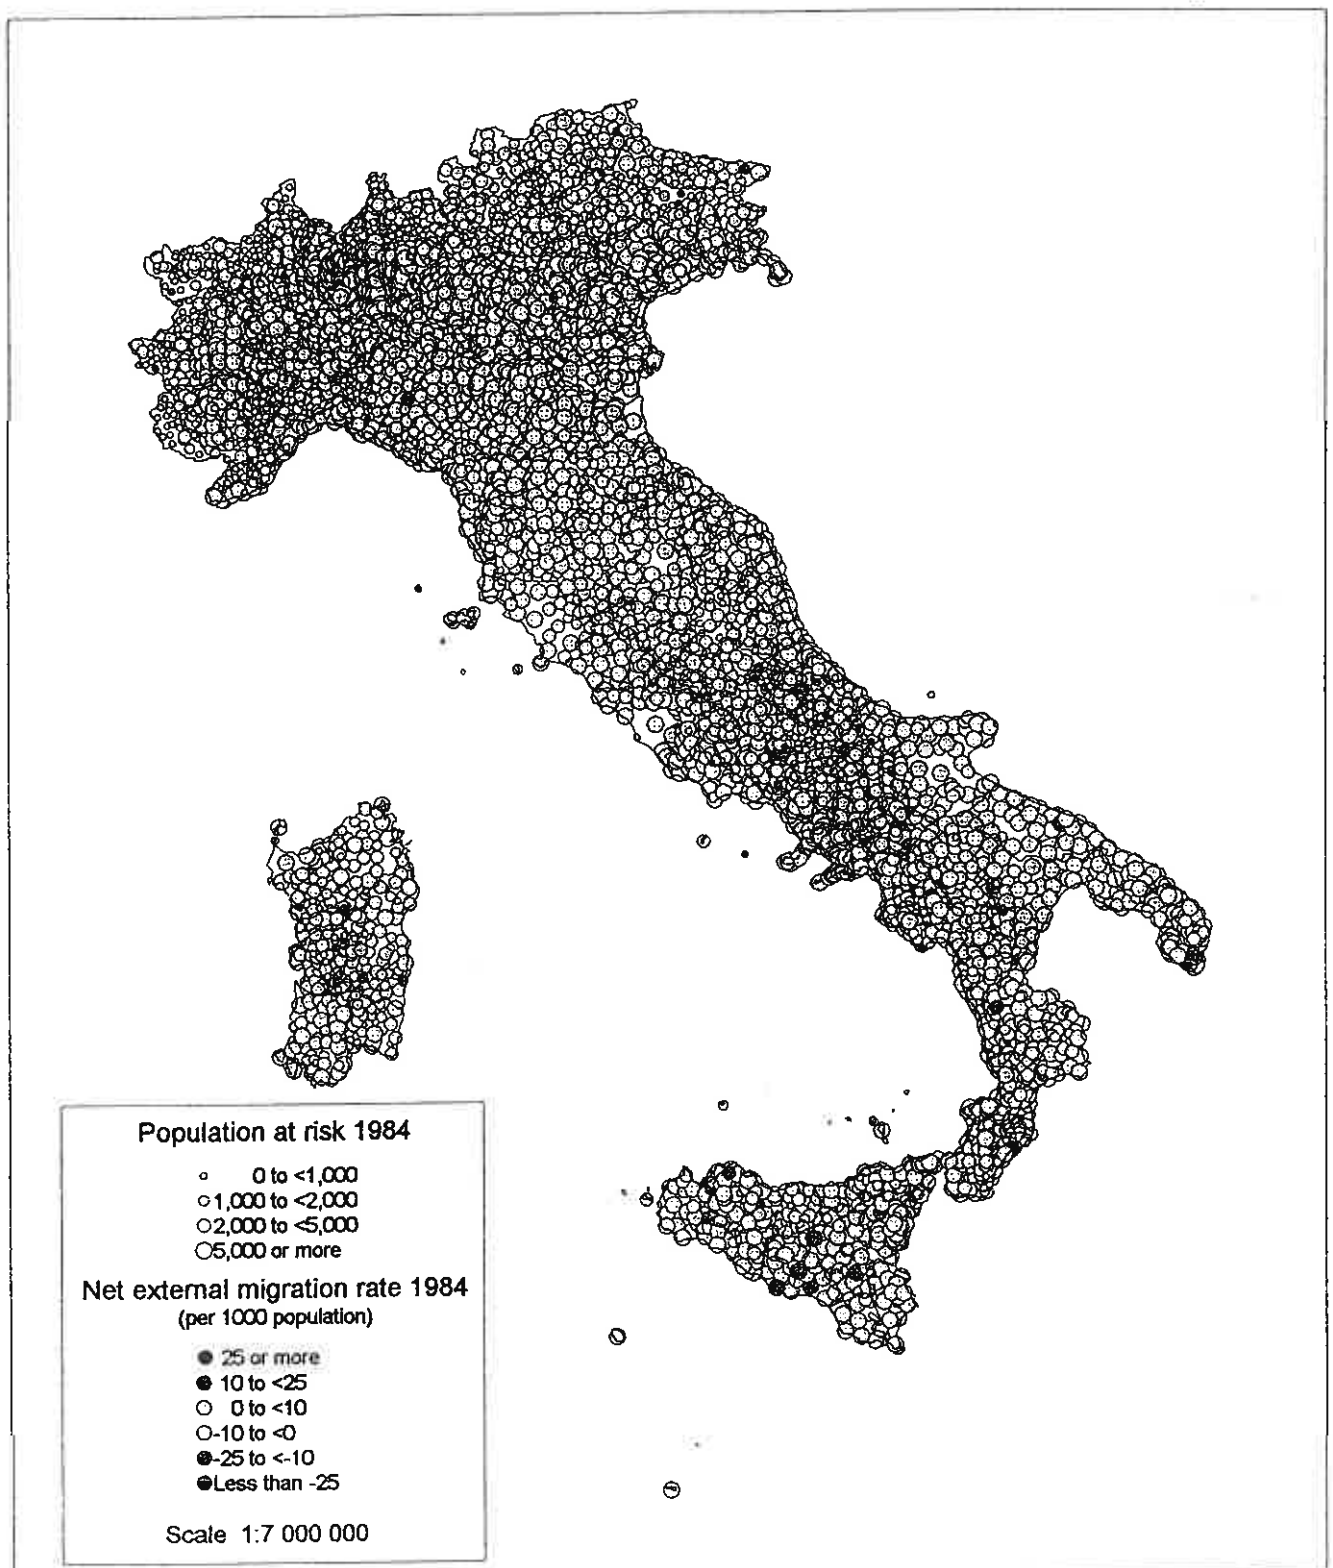 Population at risk 1984
0 to <1,000
1,000 to <2,000
2,000 to <5,000
5,000 or more
Net external migration rate 1984
(per 1000 population)
25 or more
10 to <25
0 to <10
-10 to <0
-25 to <-10
Less than -25
Scale 1:7 000 000